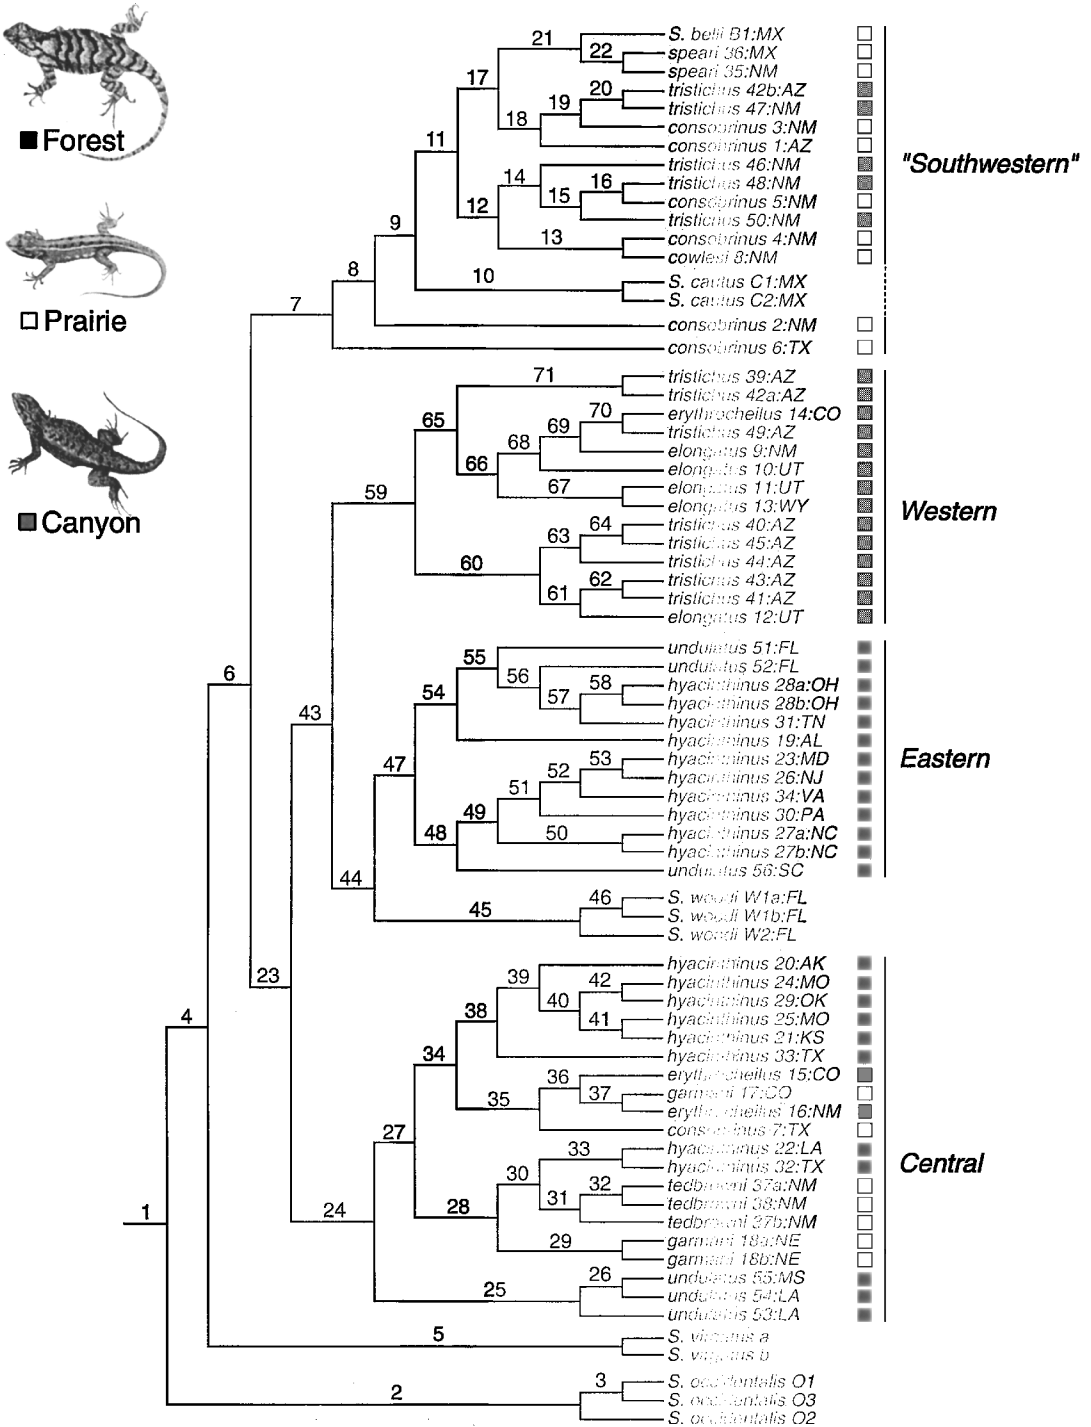 Forest
Prairie
Canyon
S. belli B1:MX
speari 36:MX
speari 35:NM
tristichus 42b:AZ
tristichus 47:NM
consobrinus 3:NM
consobrinus 1:AZ
tristichus 46:NM
tristichus 48:NM
consobrinus 5:NM
tristichus 50:NM
consobrinus 4:NM
cowlesi 8:NM
S. cautus C1:MX
S. cautus C2:MX
consobrinus 2:NM
consobrinus 6:TX
"Southwestern"
tristichus 39:AZ
tristichus 42a:AZ
erythrocheilus 14:CO
tristichus 49:AZ
elongatus 9:NM
elongatus 10:UT
elongatus 11:UT
elongatus 13:WY
tristichus 40:AZ
tristichus 45:AZ
tristichus 44:AZ
tristichus 43:AZ
tristichus 41:AZ
elongatus 12:UT
Western
undulatus 51:FL
undulatus 52:FL
hyacinthinus 28a:OH
hyacinthinus 28b:OH
hyacinthinus 31:TN
hyacinthinus 19:AL
hyacinthinus 23:MD
hyacinthinus 26:NJ
hyacinthinus 34:VA
hyacinthinus 30:PA
hyacinthinus 27a:NC
hyacinthinus 27b:NC
undulatus 56:SC
Eastern
S. woodi W1a:FL
S. woodi W1b:FL
S. woodi W2:FL
hyacinthinus 20:AK
hyacinthinus 24:MO
hyacinthinus 29:OK
hyacinthinus 25:MO
hyacinthinus 21:KS
hyacinthinus 33:TX
erythrocheilus 15:CO
garmani 17:CO
erythrocheilus 16:NM
consobrinus 7:TX
hyacinthinus 22:LA
hyacinthinus 32:TX
tedbrowni 37a:NM
tedbrowni 38:NM
tedbrowni 37b:NM
garmani 18a:NE
garmani 18b:NE
undulatus 55:MS
undulatus 54:LA
undulatus 53:LA
Central
S. virgatus a
S. virgatus b
S. occidentalis O1
S. occidentalis O3
S. occidentalis O2
1
2
3
4
5
6
7
8
9
10
11
12
13
14
15
16
17
18
19
20
21
22
23
24
25
26
27
28
29
30
31
32
33
34
35
36
37
38
39
40
41
42
43
44
45
46
47
48
49
50
51
52
53
54
55
56
57
58
59
60
61
62
63
64
65
66
67
68
69
70
71